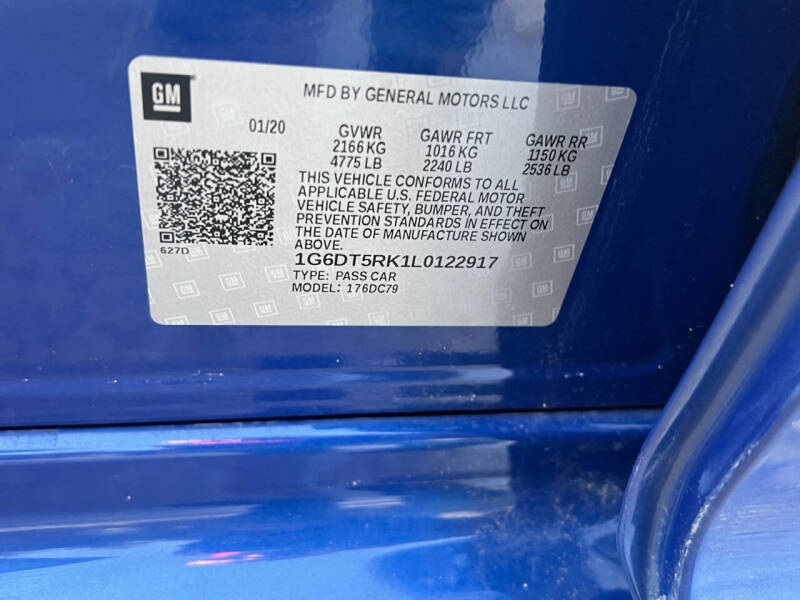 GM
MFD BY GENERAL MOTORS LLC
01/20 GVWR GAWR FRT GAWR RR
2166 KG 1016 KG 1150 KG
4775 LB 2240 LB 2536 LB
THIS VEHICLE CONFORMS TO ALL
APPLICABLE U.S. FEDERAL MOTOR
VEHICLE SAFETY, BUMPER, AND THEFT
PREVENTION STANDARDS IN EFFECT ON
THE DATE OF MANUFACTURE SHOWN
ABOVE.
627D
1G6DT5RK1L0122917
TYPE: PASS CAR
MODEL: 176DC79